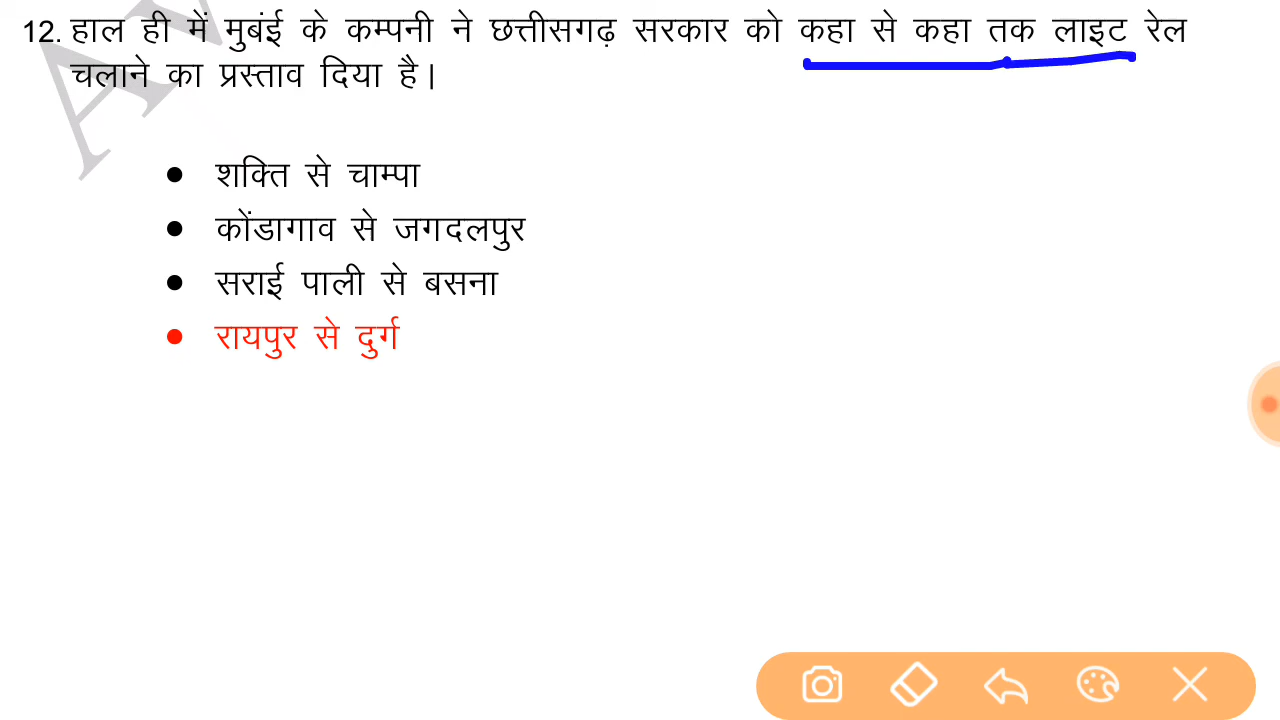 12. हाल ही में मुबंई के कम्पनी ने छत्तीसगढ़ सरकार को कहा से कहा तक लाइट रेल
चलाने का प्रस्ताव दिया है।
● शक्ति से चाम्पा
● कोंडागाव से जगदलपुर
● सराई पाली से बसना
● रायपुर से दुर्ग